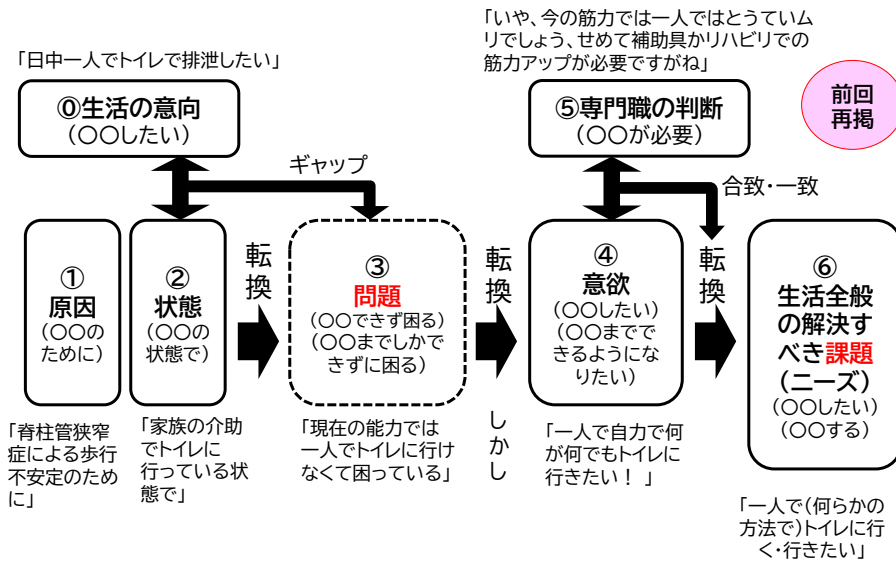 「日中一人でトイレで排泄したい」
⓪生活の意向
(〇〇したい)
ギャップ
「いや、今の筋力では一人ではとうていム
リでしょう、せめて補助具かリハビリでの
筋力アップが必要ですがね」
⑤専門職の判断
(〇〇が必要)
前回
再掲
合致・一致
①
原因
(〇〇の
ために)
②
状態
(〇〇の
状態で)
転換
③
問題
(〇〇できず困る)
(〇〇までしかで
きずに困る)
転換
しかし
④
意欲
(〇〇したい)
(〇〇までで
きるようにな
りたい)
転換
⑥
生活全般
の解決す
べき課題
(ニーズ)
(〇〇したい)
(〇〇する)
「脊柱管狭窄
症による歩行
不安定のため
に」
「家族の介助
でトイレに
行っている状
態で」
「現在の能力では
一人でトイレに行け
なくて困っている」
「一人で自力で何
が何でもトイレに
行きたい！」
「一人で(何らかの
方法で)トイレに行
く・行きたい」